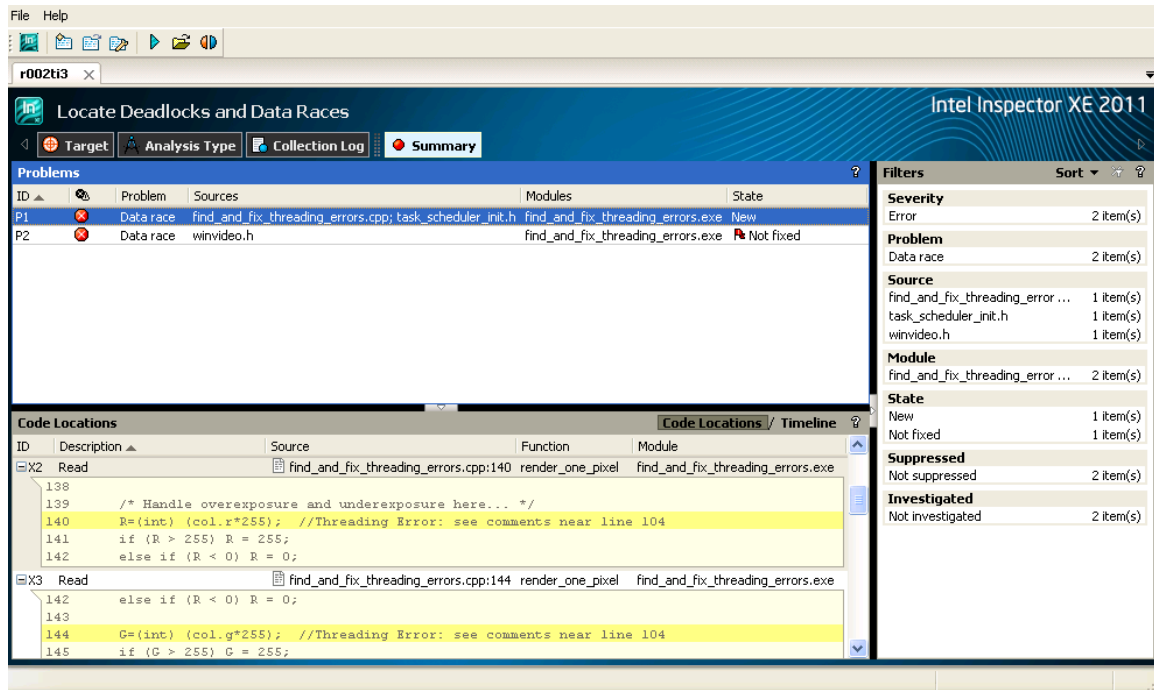 File Help
r002ti3
Locate Deadlocks and Data Races
Intel Inspector XE 2011
Target Analysis Type Collection Log Summary
Problems ?
ID Problem Sources Modules State
P1 Data race find_and_fix_threading_errors.cpp; task_scheduler_init.h find_and_fix_threading_errors.exe New
P2 Data race winvideo.h find_and_fix_threading_errors.exe Not fixed
Filters Sort ?
Severity
Error 2 item(s)
Problem
Data race 2 item(s)
Source
find_and_fix_threading_error ... 1 item(s)
task_scheduler_init.h 1 item(s)
winvideo.h 1 item(s)
Module
find_and_fix_threading_error ... 2 item(s)
State
New 1 item(s)
Not fixed 1 item(s)
Suppressed
Not suppressed 2 item(s)
Investigated
Not investigated 2 item(s)
Code Locations Code Locations / Timeline ?
ID Description Source Function Module
X2 Read find_and_fix_threading_errors.cpp:140 render_one_pixel find_and_fix_threading_errors.exe
138
139 /* Handle overexposure and underexposure here... */
140 R=(int) (col.r*255); //Threading Error: see comments near line 104
141 if (R > 255) R = 255;
142 else if (R < 0) R = 0;
X3 Read find_and_fix_threading_errors.cpp:144 render_one_pixel find_and_fix_threading_errors.exe
142 else if (R < 0) R = 0;
143
144 G=(int) (col.g*255); //Threading Error: see comments near line 104
145 if (G > 255) G = 255;